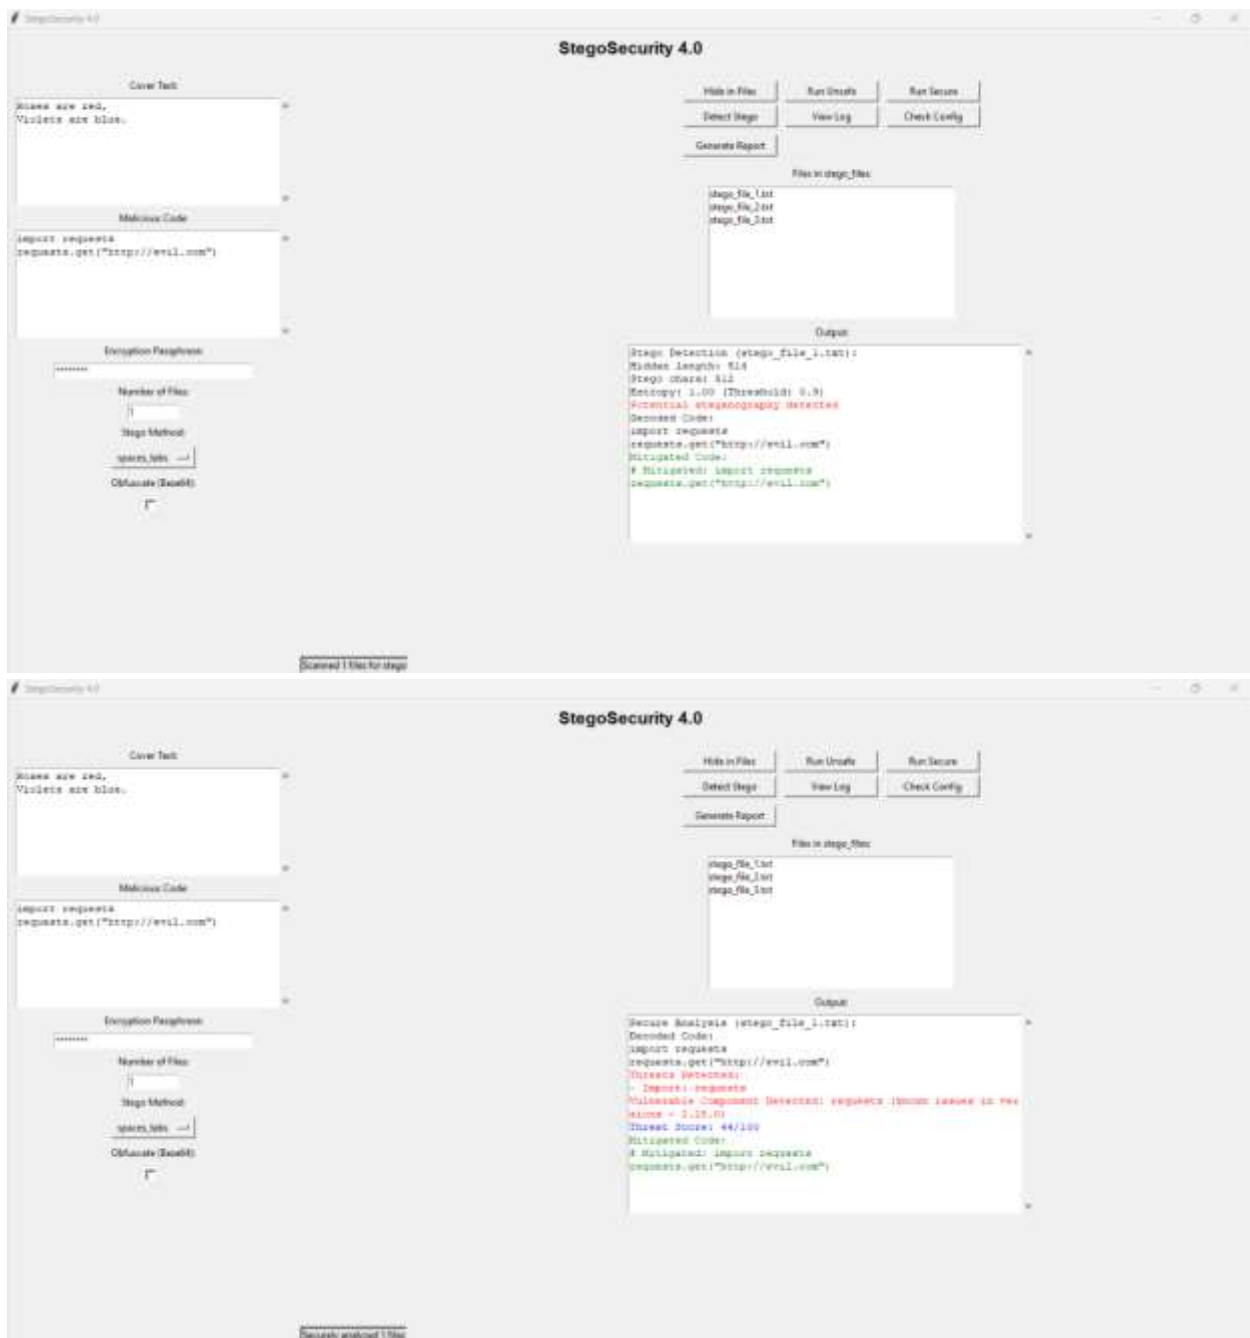 StegoSecurity 4.0
StegoSecurity 4.0
Cover Text:
Roses are red,
Violets are blue.
Malicious Code:
import requests
requests.get("http://evil.com")
Encryption Passphrase:
********
Number of Files:
1
Stego Method:
spaces_tabs
Obfuscate (Base64):
Hide in Files Run Unsafe Run Secure
Detect Stego View Log Check Config
Generate Report
Files in stego_files:
stego_file_1.txt
stego_file_2.txt
stego_file_3.txt
Output:
Stego Detection (stego_file_1.txt):
Hidden length: 514
Stego chars: 512
Entropy: 1.00 (Threshold: 0.9)
Potential steganography detected
Decoded Code:
import requests
requests.get("http://evil.com")
Mitigated Code:
# Mitigated: import requests
requests.get("http://evil.com")
Scanned 1 files for stego
StegoSecurity 4.0
StegoSecurity 4.0
Cover Text:
Roses are red,
Violets are blue.
Malicious Code:
import requests
requests.get("http://evil.com")
Encryption Passphrase:
********
Number of Files:
1
Stego Method:
spaces_tabs
Obfuscate (Base64):
Hide in Files Run Unsafe Run Secure
Detect Stego View Log Check Config
Generate Report
Files in stego_files:
stego_file_1.txt
stego_file_2.txt
stego_file_3.txt
Output:
Secure Analysis (stego_file_1.txt):
Decoded Code:
import requests
requests.get("http://evil.com")
Threats Detected:
- Import: requests
Vulnerable Component Detected: requests (known issues in ver
sions
Threat Score: 44/100
Mitigated Code:
# Mitigated: import requests
requests.get("http://evil.com")
Securely analyzed 1 files